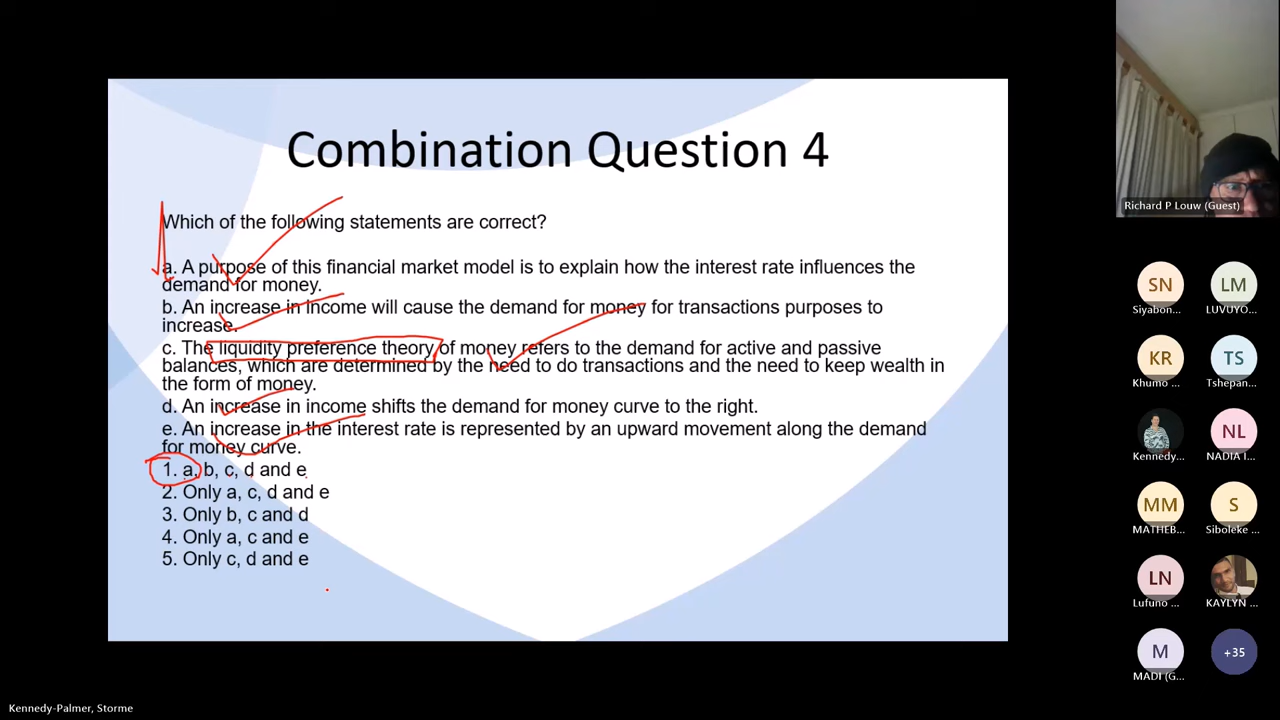 Combination Question 4
Which of the following statements are correct?
a. A purpose of this financial market model is to explain how the interest rate influences the
demand for money.
b. An increase in income will cause the demand for money for transactions purposes to
increase.
c. The liquidity preference theory of money refers to the demand for active and passive
balances, which are determined by the need to do transactions and the need to keep wealth in
the form of money.
d. An increase in income shifts the demand for money curve to the right.
e. An increase in the interest rate is represented by an upward movement along the demand
for money curve.
1. a, b, c, d and e
2. Only a, c, d and e
3. Only b, c and d
4. Only a, c and e
5. Only c, d and e
Richard P Louw (Guest)
SN
LM
Siyabon...
LUVUYO...
KR
TS
Khumo ...
Tshepan...
NL
Kennedy...
NADIA I...
MM
S
MATHEB...
Siboleke ...
LN
Lufuno ...
KAYLYN ...
M
+35
MADI (G...
Kennedy-Palmer, Storme